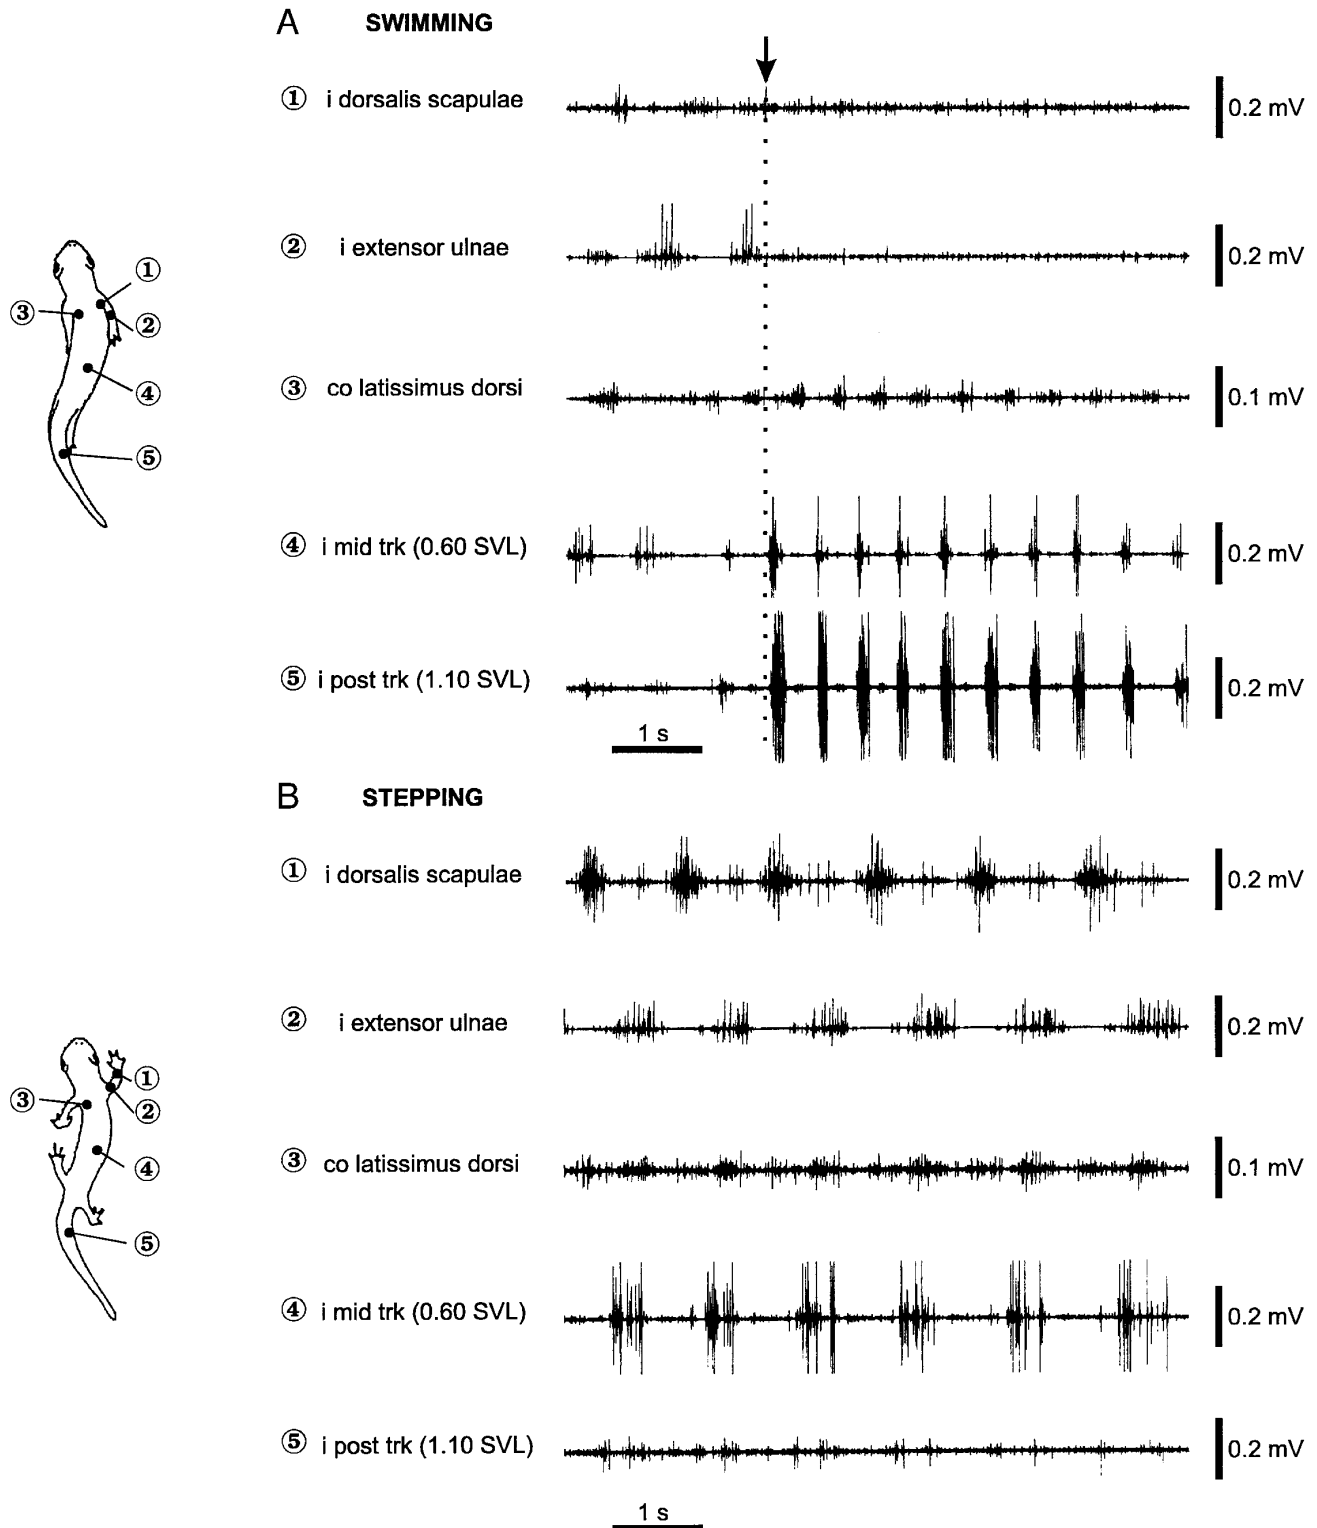 A SWIMMING
① i dorsalis scapulae 0.2 mV
② i extensor ulnae 0.2 mV
③ co latissimus dorsi 0.1 mV
④ i mid trk (0.60 SVL) 0.2 mV
⑤ i post trk (1.10 SVL) 0.2 mV
1 s
①
③
②
④
⑤
B STEPPING
① i dorsalis scapulae 0.2 mV
② i extensor ulnae 0.2 mV
③ co latissimus dorsi 0.1 mV
④ i mid trk (0.60 SVL) 0.2 mV
⑤ i post trk (1.10 SVL) 0.2 mV
1 s
①
③
②
④
⑤